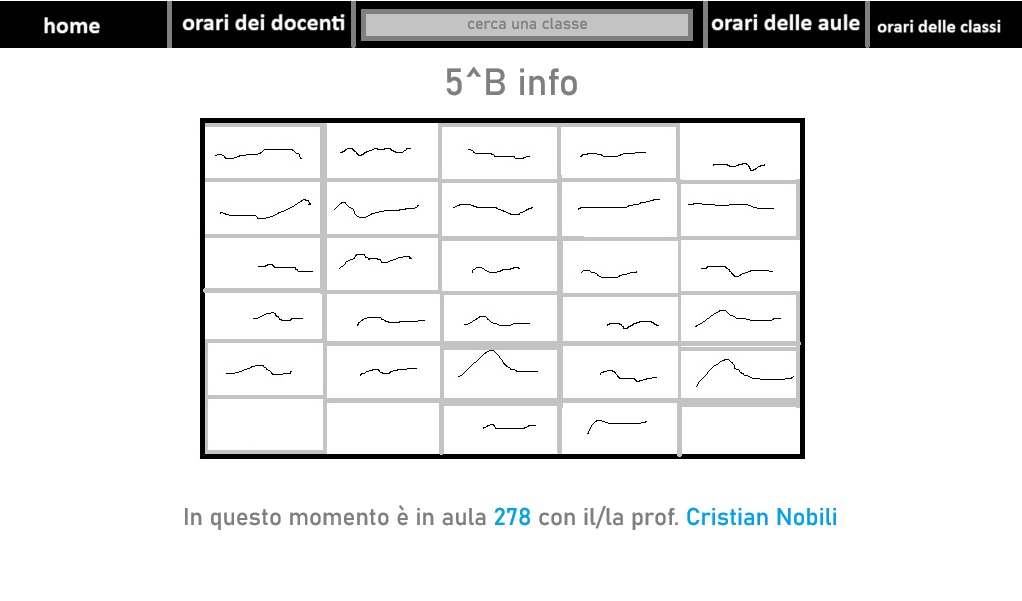 home
orari dei docenti
cerca una classe
orari delle aule
orari delle classi
5^B info
In questo momento è in aula 278 con il/la prof. Cristian Nobili